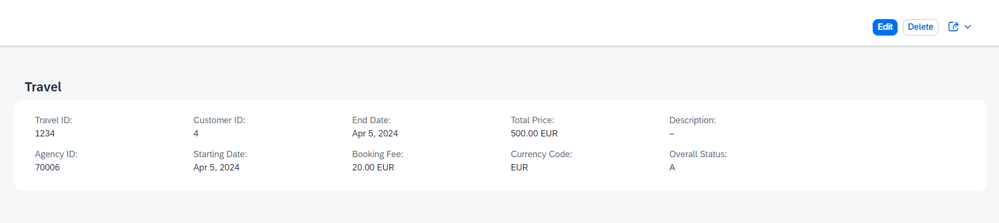 Edit Delete
Travel
Travel ID: Customer ID: End Date: Total Price: Description:
1234 4 Apr 5, 2024 500.00 EUR –
Agency ID: Starting Date: Booking Fee: Currency Code: Overall Status:
70006 Apr 5, 2024 20.00 EUR EUR A